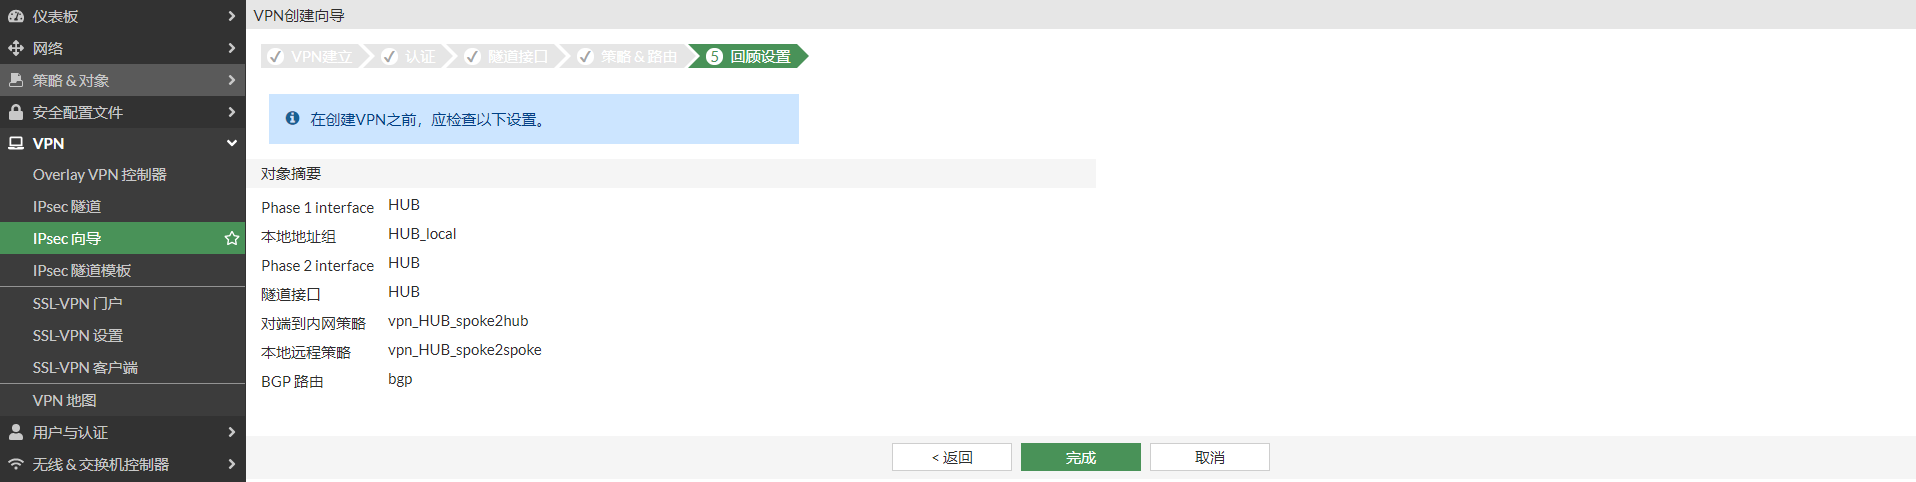 仪表板
网络
策略 & 对象
安全配置文件
VPN
Overlay VPN 控制器
IPsec 隧道
IPsec 向导
IPsec 隧道模板
SSL-VPN 门户
SSL-VPN 设置
SSL-VPN 客户端
VPN 地图
用户与认证
无线 & 交换机控制器
VPN创建向导
VPN建立 认证 隧道接口 策略 & 路由 5 回顾设置
在创建VPN之前，应检查以下设置。
对象摘要
Phase 1 interface HUB
本地地址组 HUB_local
Phase 2 interface HUB
隧道接口 HUB
对端到内网策略 vpn_HUB_spoke2hub
本地远程策略 vpn_HUB_spoke2spoke
BGP 路由 bgp
< 返回 完成 取消